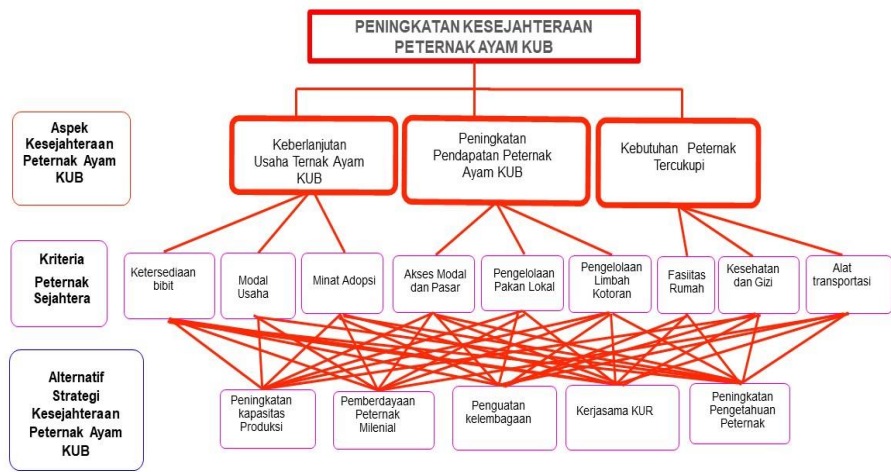 PENINGKATAN KESEJAHTERAAN
PETERNAK AYAM KUB
Aspek
Kesejahteraan
Peternak Ayam
KUB
Keberlanjutan
Usaha Ternak Ayam
KUB
Peningkatan
Pendapatan Peternak
Ayam KUB
Kebutuhan Peternak
Tercukupi
Kriteria
Peternak
Sejahtera
Ketersediaan
bibit
Modal
Usaha
Minat Adopsi
Akses Modal
dan Pasar
Pengelolaan
Pakan Lokal
Pengelolaan
Limbah
Kotoran
Fasiitas
Rumah
Kesehatan
dan Gizi
Alat
transportasi
Alternatif
Strategi
Kesejahteraan
Peternak Ayam
KUB
Peningkatan
kapasitas
Produksi
Pemberdayaan
Peternak
Milenial
Penguatan
kelembagaan
Kerjasama KUR
Peningkatan
Pengetahuan
Peternak